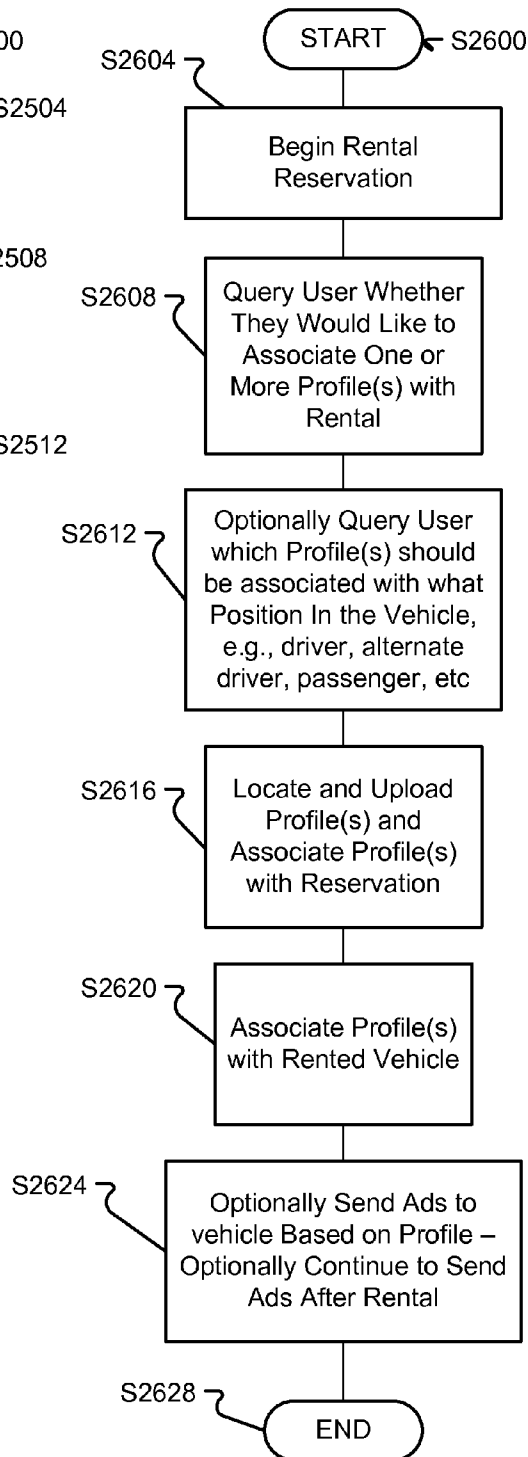 00
START
S2600
S2604
S2504
Begin Rental
Reservation
2508
S2608
Query User Whether
They Would Like to
Associate One or
More Profile(s) with
Rental
S2512
S2612
Optionally Query User
which Profile(s) should
be associated with what
Position In the Vehicle,
e.g., driver, alternate
driver, passenger, etc
S2616
Locate and Upload
Profile(s) and
Associate Profile(s)
with Reservation
S2620
Associate Profile(s)
with Rented Vehicle
S2624
Optionally Send Ads to
vehicle Based on Profile –
Optionally Continue to Send
Ads After Rental
S2628
END